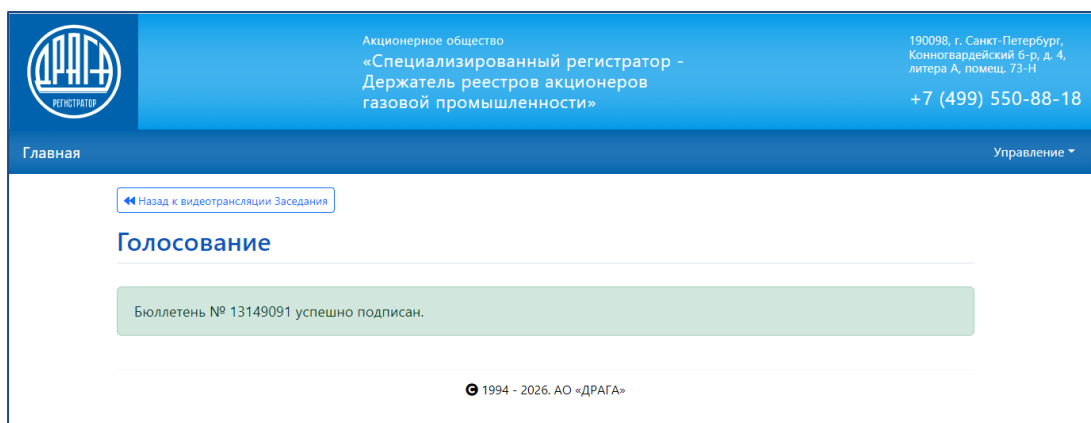 ДРАГА
РЕГИСТРАТОР
Акционерное общество
«Специализированный регистратор -
Держатель реестров акционеров
газовой промышленности»
190098, г. Санкт-Петербург,
Конногвардейский б-р, д. 4,
литера А, помещ. 73-Н
+7 (499) 550-88-18
Главная
Управление
Назад к видеотрансляции Заседания
Голосование
Бюллетень № 13149091 успешно подписан.
1994 - 2026. АО «ДРАГА»